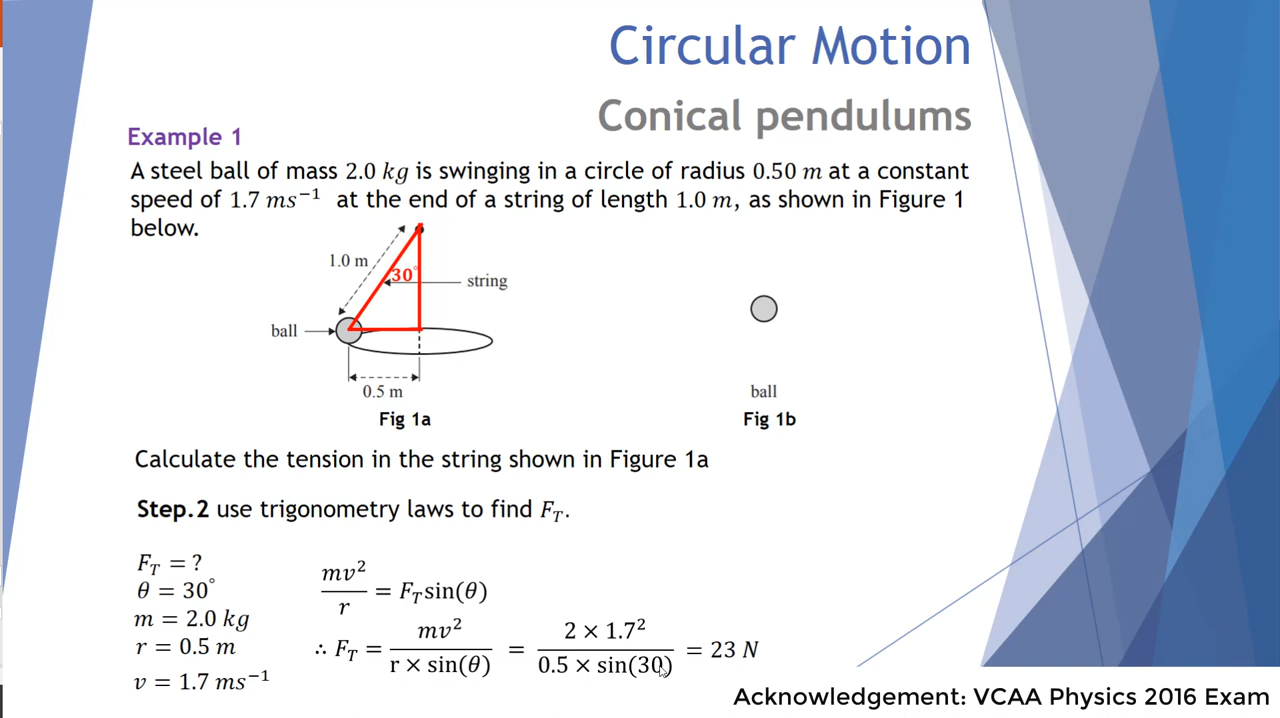 Circular Motion
Conical pendulums
Example 1
A steel ball of mass 2.0 kg is swinging in a circle of radius 0.50 m at a constant
speed of 1.7 ms⁻¹ at the end of a string of length 1.0 m, as shown in Figure 1
below.
1.0 m
30°
string
ball
0.5 m
Fig 1a
ball
Fig 1b
Calculate the tension in the string shown in Figure 1a
Step.2 use trigonometry laws to find F_T.
F_T = ?
θ = 30°
m = 2.0 kg
r = 0.5 m
v = 1.7 ms⁻¹
mv²/r = F_T sin(θ)
∴ F_T = mv²/(r × sin(θ)) = (2 × 1.7²)/(0.5 × sin(30)) = 23 N
Acknowledgement: VCAA Physics 2016 Exam